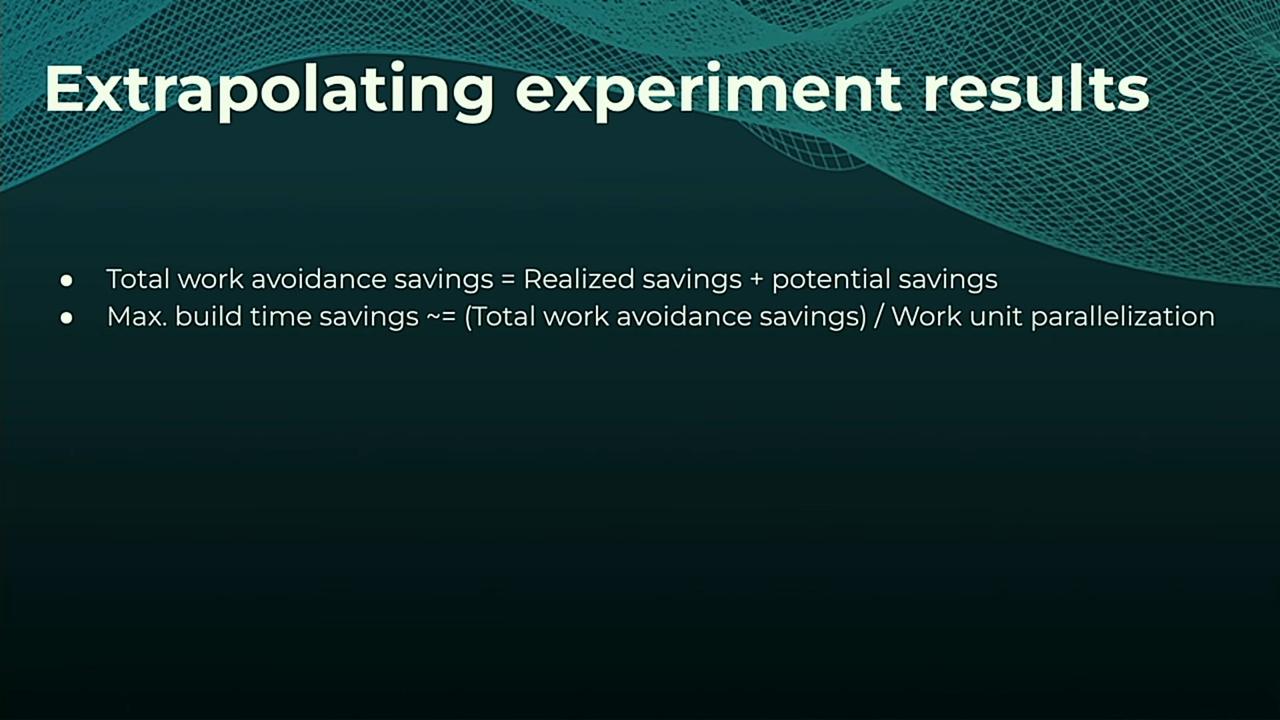 Extrapolating experiment results
● Total work avoidance savings = Realized savings + potential savings
● Max. build time savings ~= (Total work avoidance savings) / Work unit parallelization